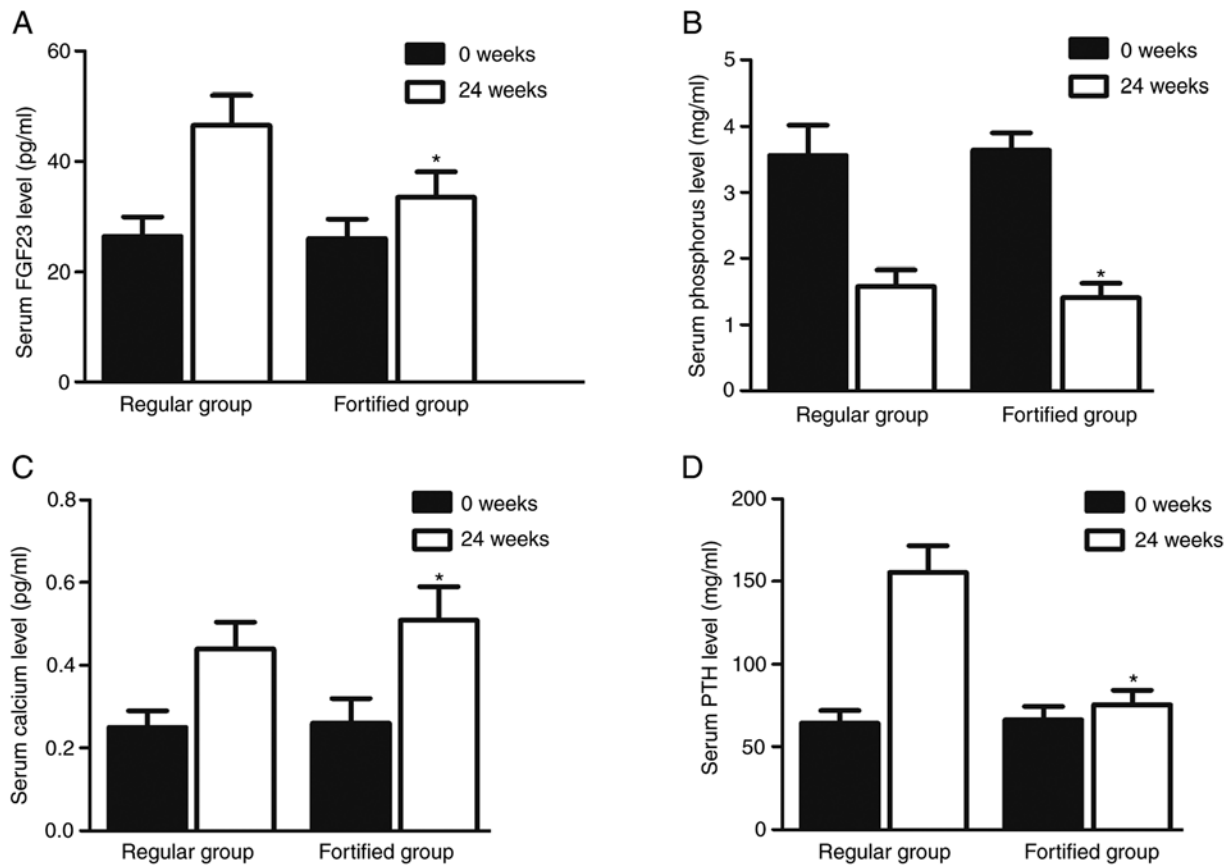 A
60
40
20
0
Serum FGF23 level (pg/ml)
0 weeks
24 weeks
*
Regular group
Fortified group
B
5
4
3
2
1
0
Serum phosphorus level (mg/ml)
0 weeks
24 weeks
*
Regular group
Fortified group
C
0.8
0.6
0.4
0.2
0.0
Serum calcium level (pg/ml)
0 weeks
24 weeks
*
Regular group
Fortified group
D
200
150
100
50
0
Serum PTH level (mg/ml)
0 weeks
24 weeks
*
Regular group
Fortified group